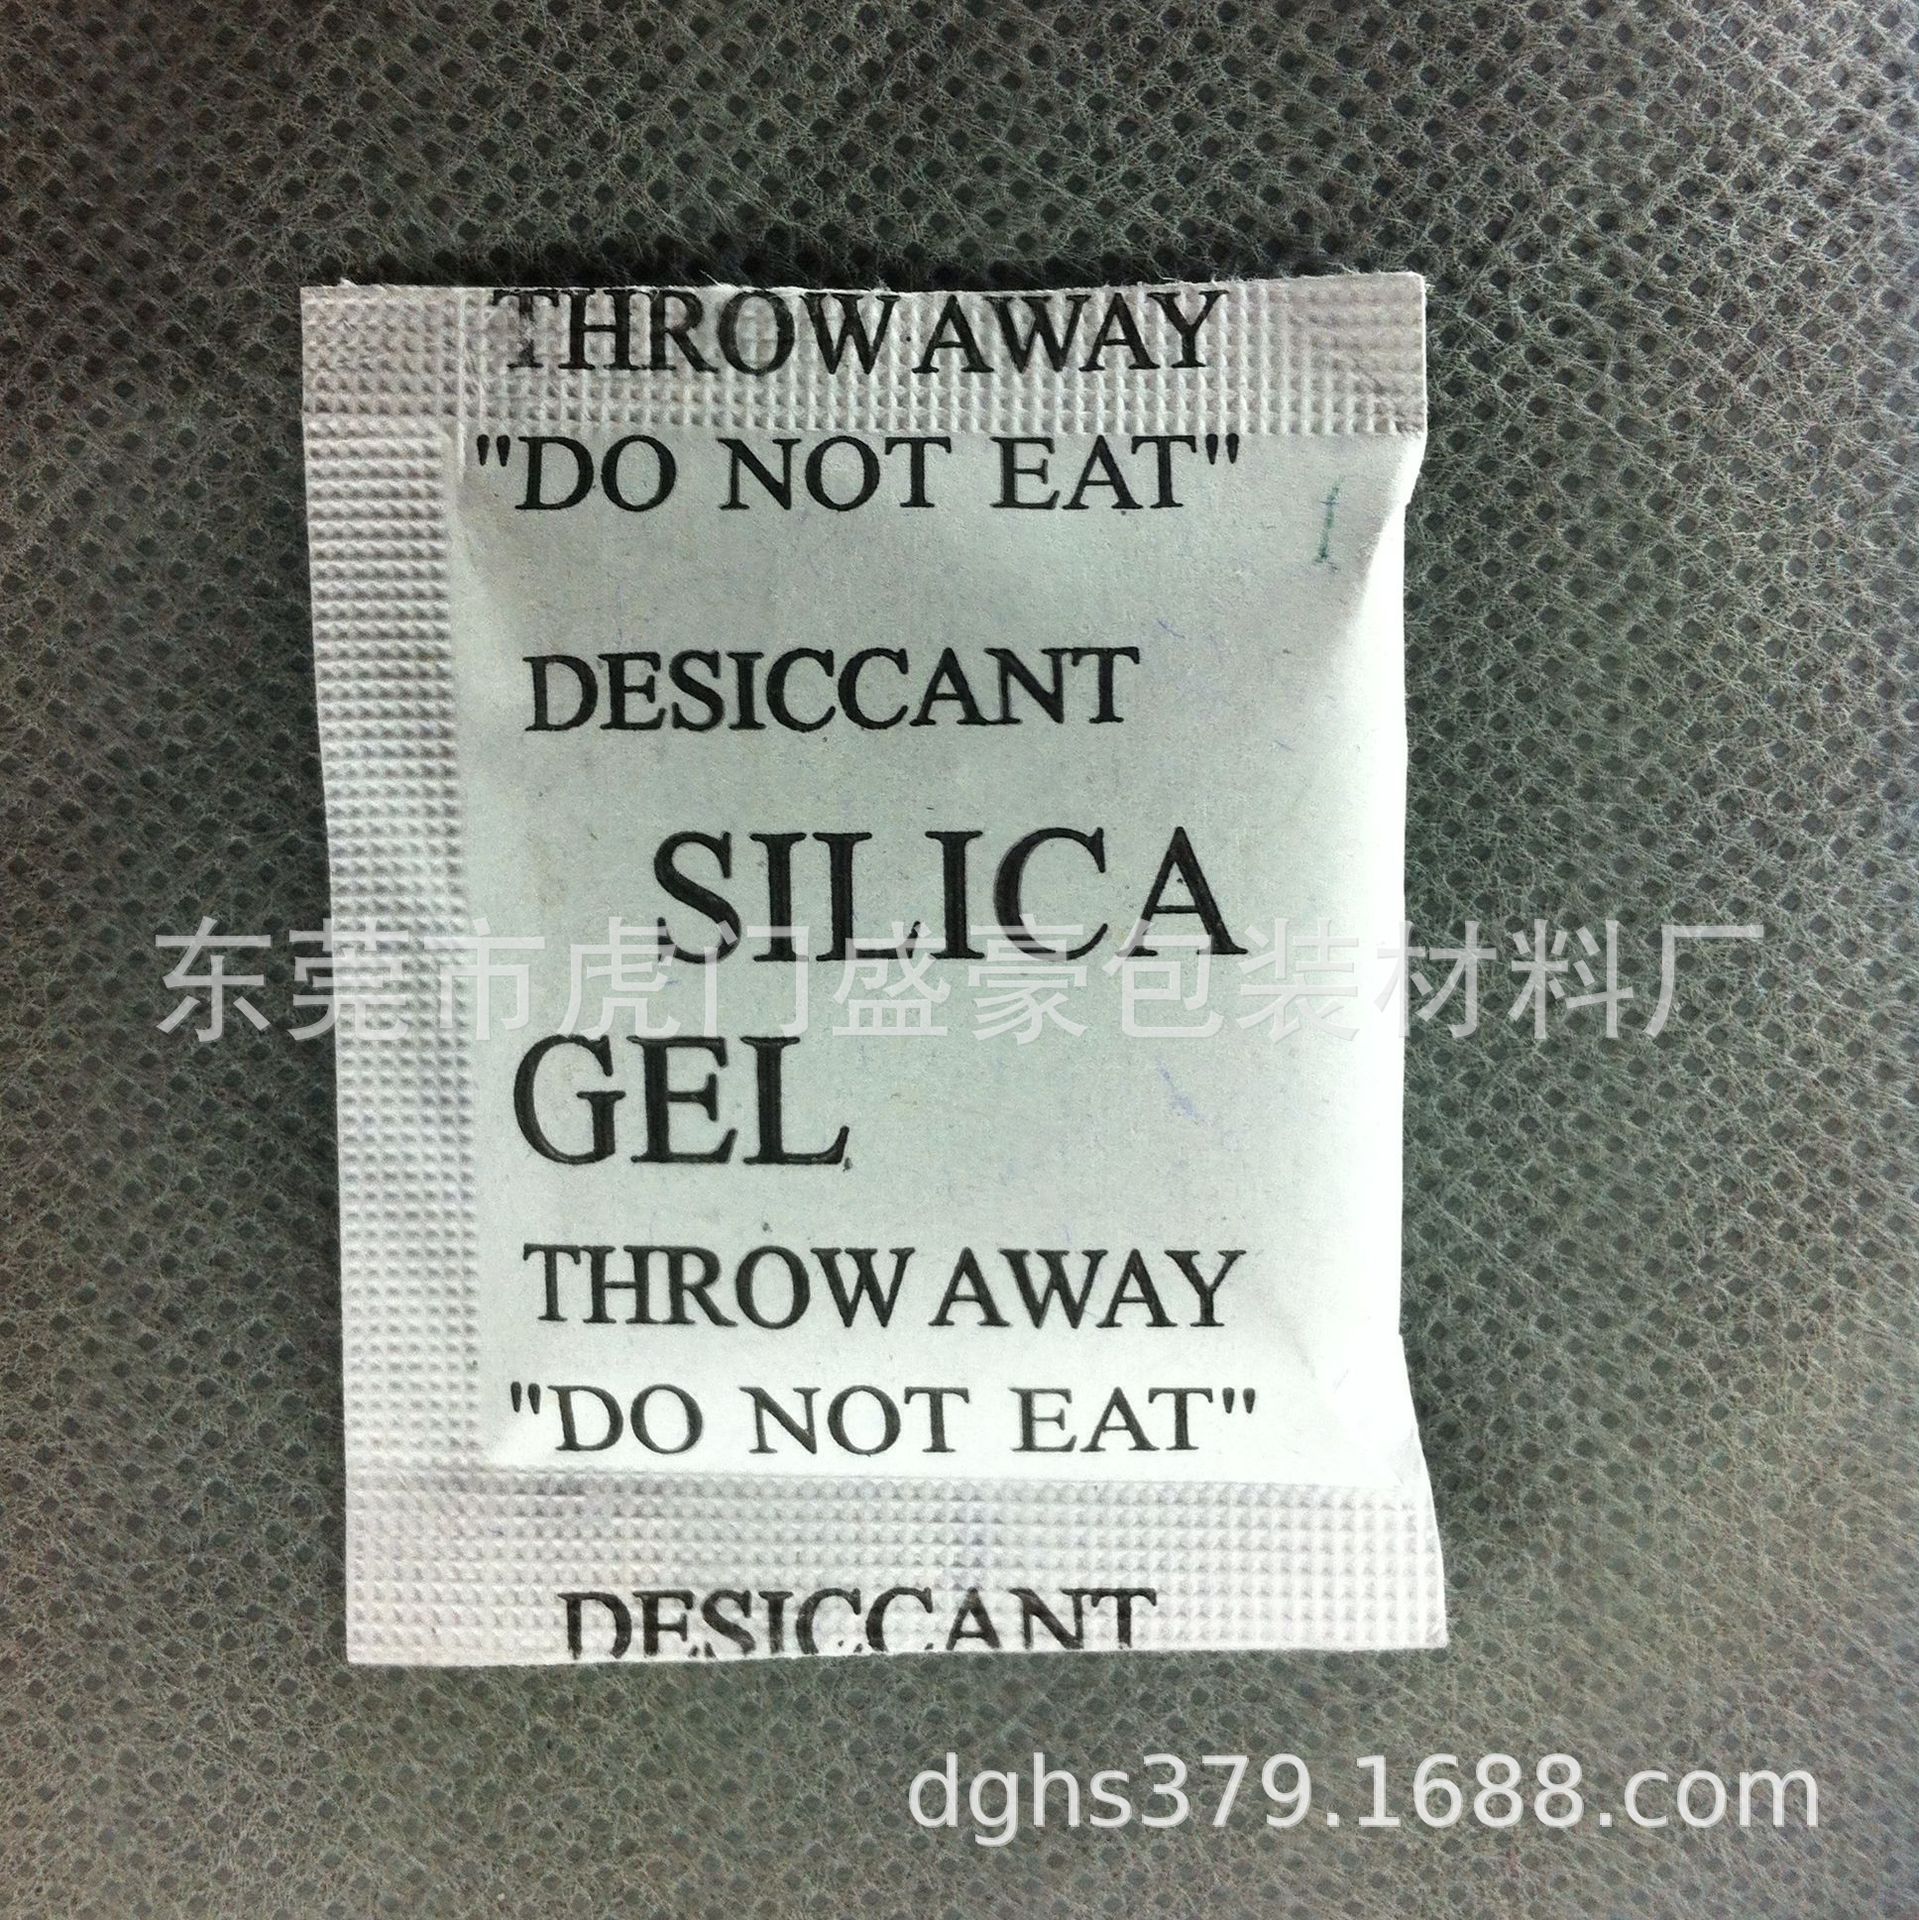 THROW AWAY
"DO NOT EAT"
DESICCANT
SILICA
东莞市虎门盛豪包装材料厂
GEL
THROW AWAY
"DO NOT EAT"
DESICCANT
dghs379.1688.com